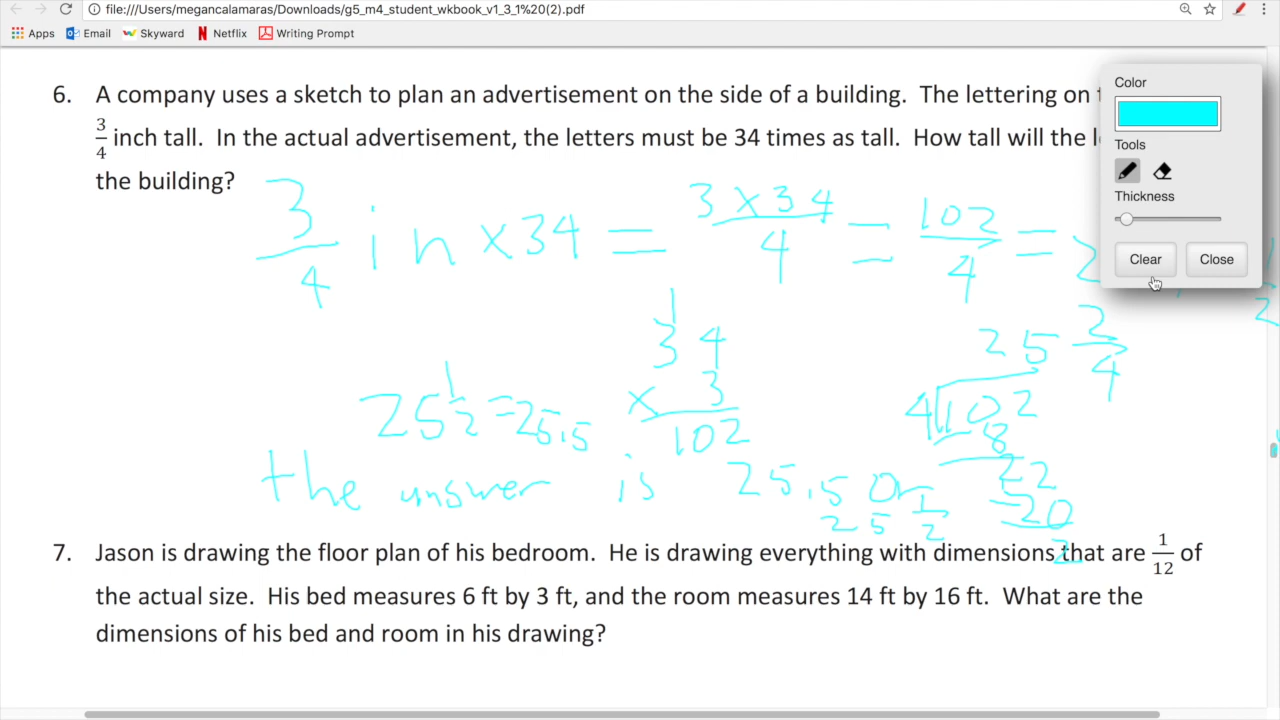 file:///Users/megancalamaras/Downloads/g5_m4_student_wkbook_v1_3_1%20(2).pdf
Apps Email Skyward Netflix Writing Prompt
6. A company uses a sketch to plan an advertisement on the side of a building. The lettering on
3/4 inch tall. In the actual advertisement, the letters must be 34 times as tall. How tall will the
the building?
3/4 in × 34 = 3 × 34/4 = 102/4 = 2
1
34
× 3
102
25 2/4
4 102
8
22
-20
2
25 1/2 = 25.5
the answer is 25.5 Or
25 1/2
7. Jason is drawing the floor plan of his bedroom. He is drawing everything with dimensions that are 1/12 of
the actual size. His bed measures 6 ft by 3 ft, and the room measures 14 ft by 16 ft. What are the
dimensions of his bed and room in his drawing?
Color
Tools
Thickness
Clear Close